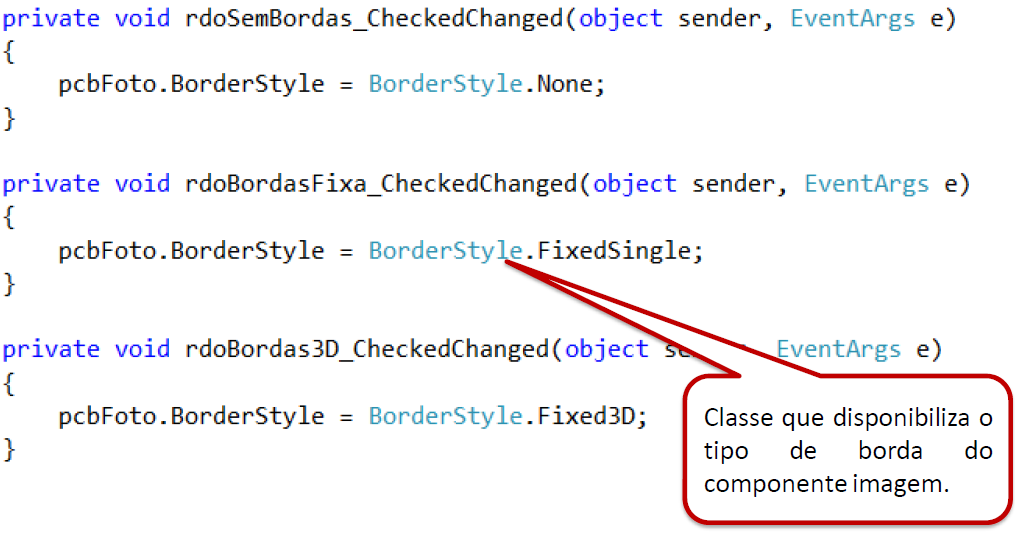 private void rdoSemBordas_CheckedChanged(object sender, EventArgs e)
{
    pcbFoto.BorderStyle = BorderStyle.None;
}
private void rdoBordasFixa_CheckedChanged(object sender, EventArgs e)
{
    pcbFoto.BorderStyle = BorderStyle.FixedSingle;
}
private void rdoBordas3D_CheckedChanged(object sender, EventArgs e)
{
    pcbFoto.BorderStyle = BorderStyle.Fixed3D;
}
Classe que disponibiliza o
tipo de borda do
componente imagem.